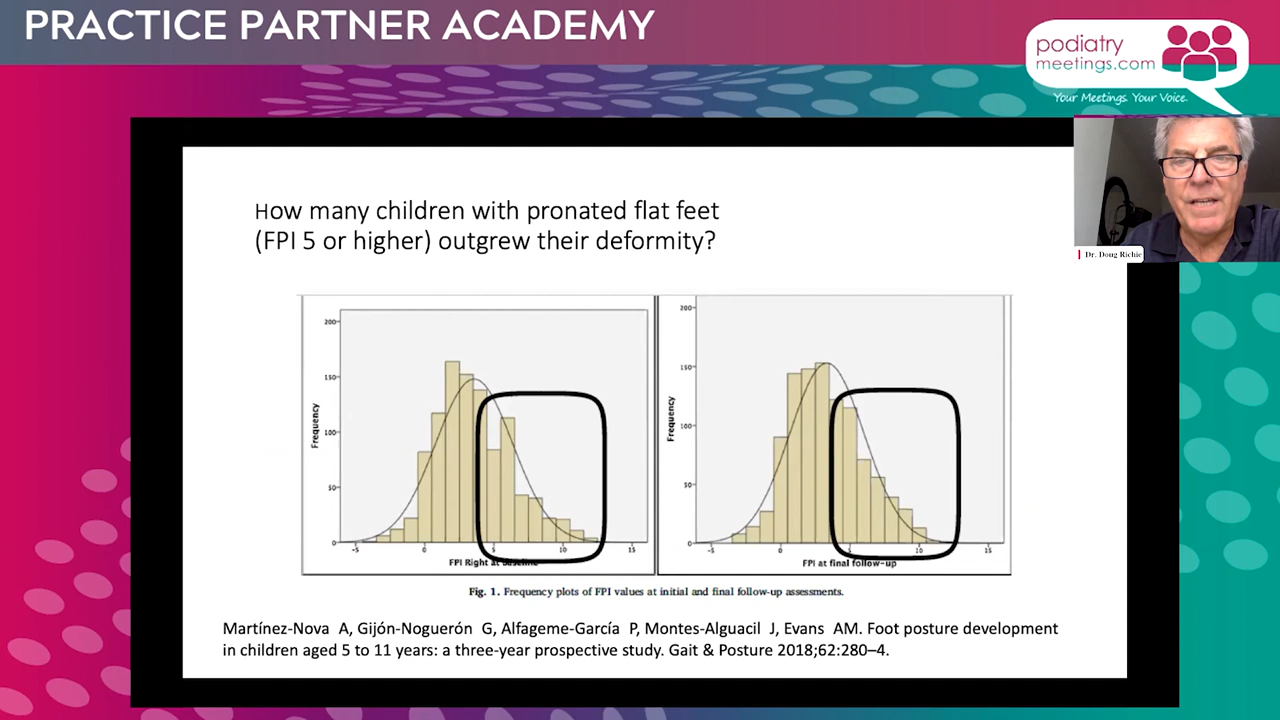 PRACTICE PARTNER ACADEMY
podiatry
meetings.com
Your Meetings. Your Voice.
Dr. Doug Richie
How many children with pronated flat feet
(FPI 5 or higher) outgrew their deformity?
200
150
100
50
0
Frequency
-5
0
5
10
15
FPI Right at Baseline
200
150
100
50
0
Frequency
-5
0
5
10
15
FPI at final follow-up
Fig. 1. Frequency plots of FPI values at initial and final follow-up assessments.
Martínez-Nova A, Gijón-Noguerón G, Alfageme-García P, Montes-Alguacil J, Evans AM. Foot posture development
in children aged 5 to 11 years: a three-year prospective study. Gait & Posture 2018;62:280–4.